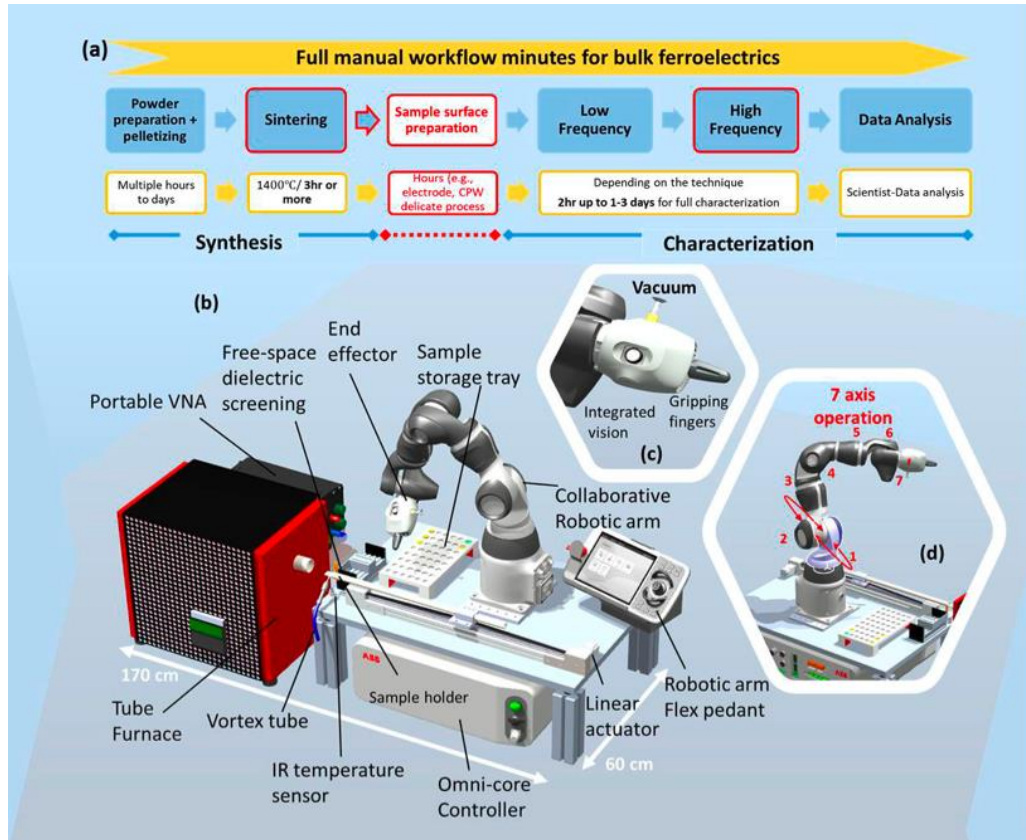 (a)
Full manual workflow minutes for bulk ferroelectrics
Powder
preparation +
pelletizing
Sintering
Sample surface
preparation
Low
Frequency
High
Frequency
Data Analysis
Multiple hours
to days
1400℃/ 3hr or
more
Hours (e.g.,
electrode, CPW
delicate process
Depending on the technique
2hr up to 1-3 days for full characterization
Scientist-Data analysis
Synthesis
Characterization
(b)
End
effector
Free-space
dielectric
screening
Sample
storage tray
Portable VNA
Vacuum
Integrated
vision
Gripping
fingers
(c)
7 axis
operation
5
6
3
4
7
2
1
(d)
Collaborative
Robotic arm
170 cm
ABB
Sample holder
Tube
Furnace
Vortex tube
IR temperature
sensor
Omni-core
Controller
Linear
actuator
Robotic arm
Flex pedant
60 cm
ABB